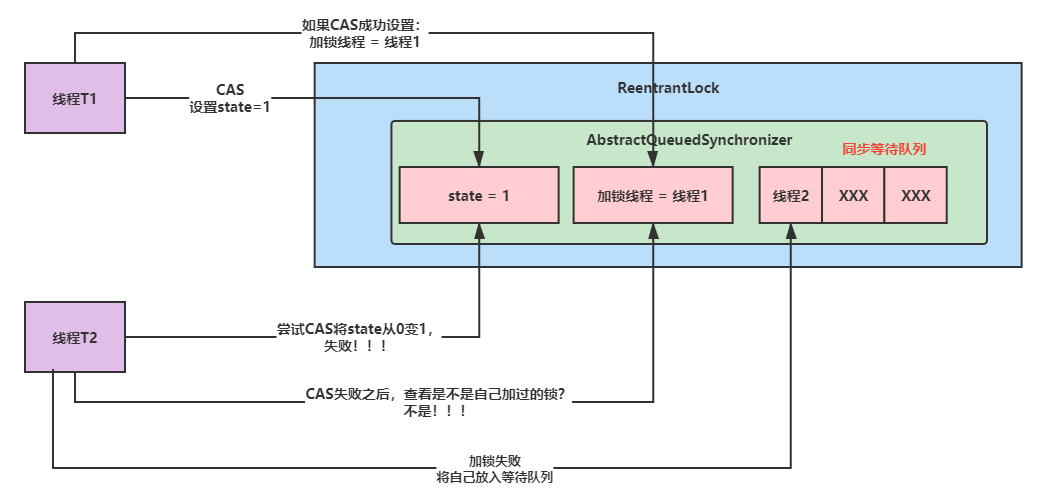 如果CAS成功设置：
加锁线程 = 线程1
线程T1
CAS
设置state=1
ReentrantLock
AbstractQueuedSynchronizer
同步等待队列
state = 1
加锁线程 = 线程1
线程2
XXX
XXX
线程T2
尝试CAS将state从0变1，
失败！！！
CAS失败之后，查看是不是自己加过的锁？
不是！！！
加锁失败
将自己放入等待队列